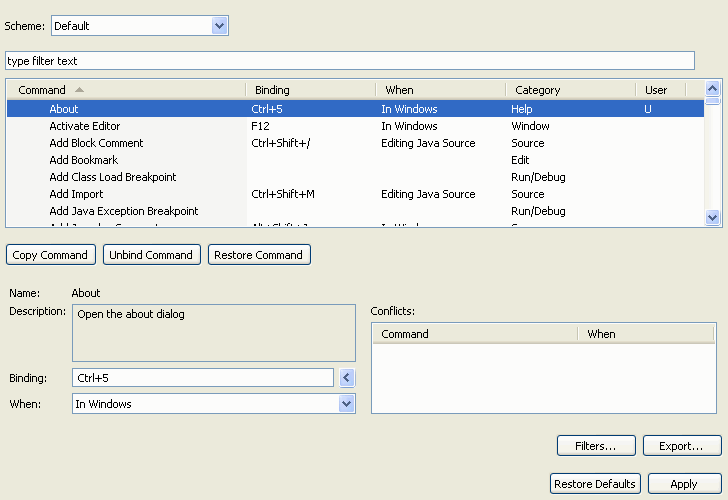 Scheme: Default
type filter text
Command Binding When Category User
About Ctrl+5 In Windows Help U
Activate Editor F12 In Windows Window
Add Block Comment Ctrl+Shift+/ Editing Java Source Source
Add Bookmark Edit
Add Class Load Breakpoint Run/Debug
Add Import Ctrl+Shift+M Editing Java Source Source
Add Java Exception Breakpoint Run/Debug
Copy Command Unbind Command Restore Command
Name: About
Description: Open the about dialog
Conflicts:
Command When
Binding: Ctrl+5
When: In Windows
Filters... Export...
Restore Defaults Apply